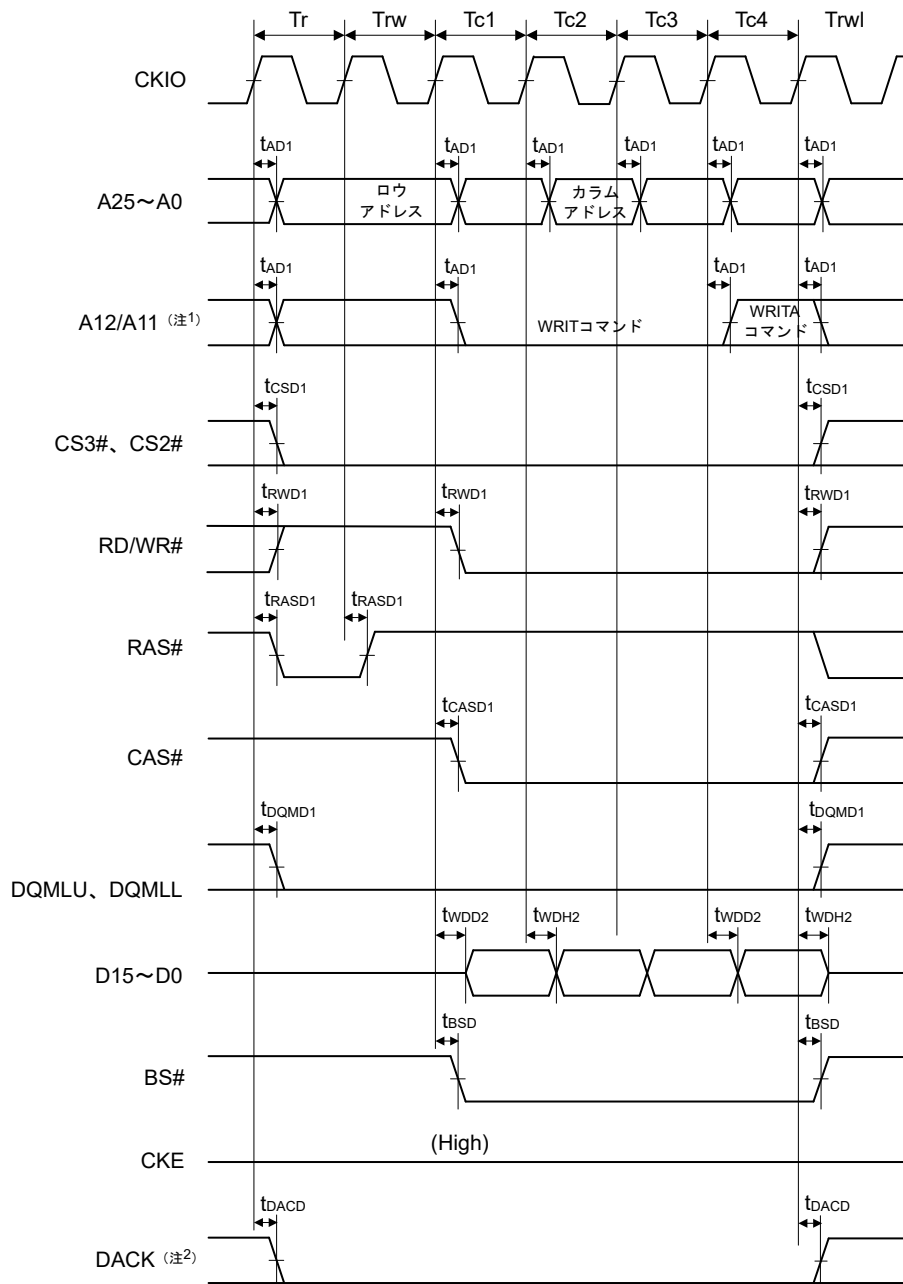 Tr Trw Tc1 Tc2 Tc3 Tc4 Trwl
CKIO
tAD1 tAD1 tAD1 tAD1 tAD1 tAD1
A25～A0
ロウ
アドレス
カラム
アドレス
tAD1 tAD1 tAD1 tAD1
A12/A11（注1）
WRITコマンド
WRITA
コマンド
tCSD1 tCSD1
CS3#、CS2#
tRWD1 tRWD1 tRWD1
RD/WR#
tRASD1 tRASD1
RAS#
tCASD1 tCASD1
CAS#
tDQMD1 tDQMD1
DQMLU、DQMLL
tWDD2 tWDH2 tWDD2 tWDH2
D15～D0
tBSD tBSD
BS#
(High)
CKE
tDACD tDACD
DACK（注2）